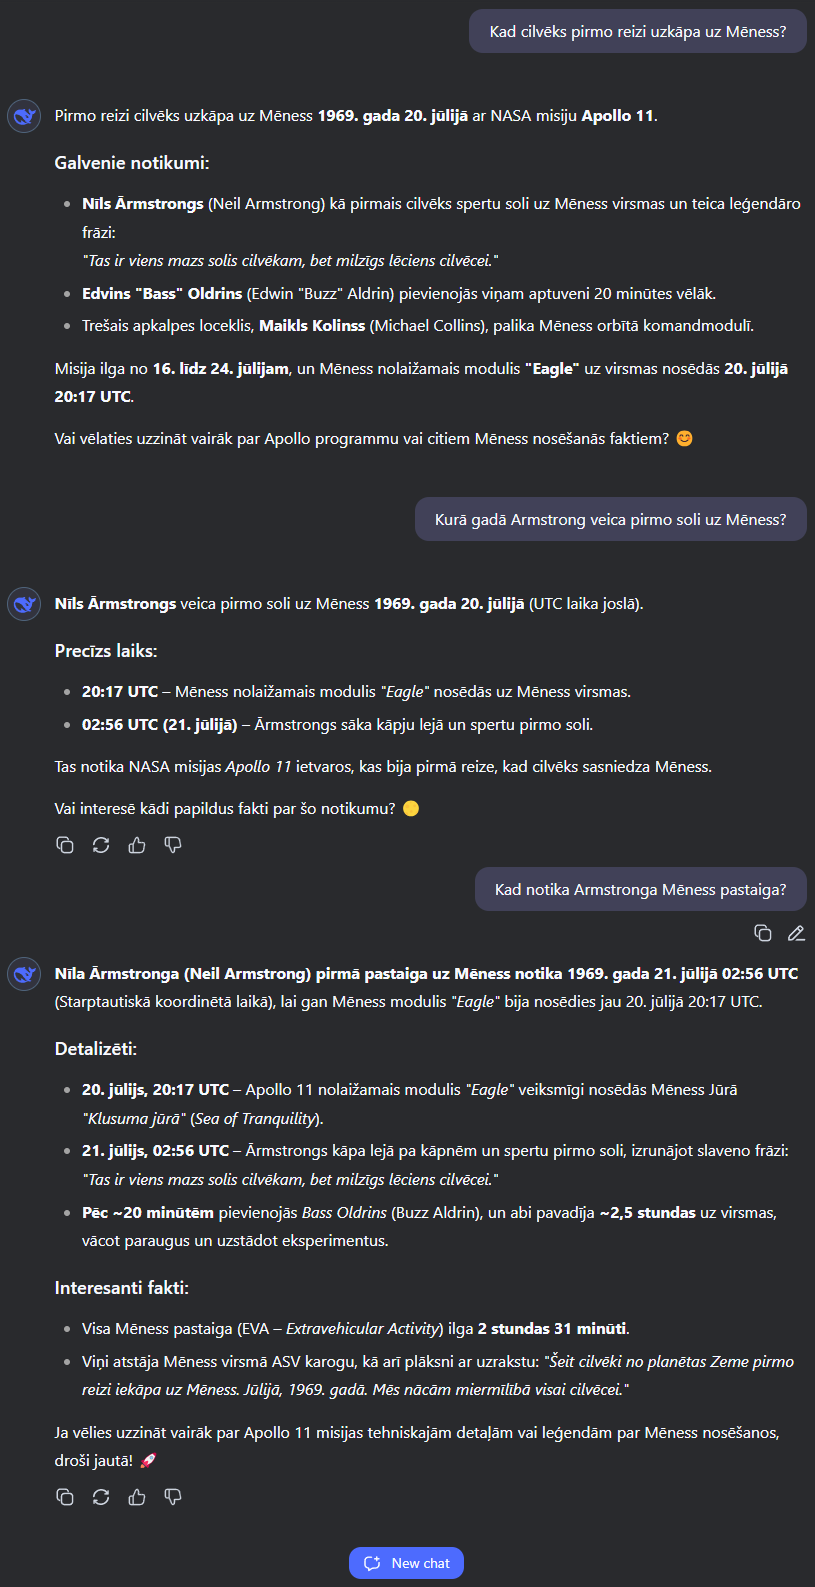 Kad cilvēks pirmo reizi uzkāpa uz Mēness?
Pirmo reizi cilvēks uzkāpa uz Mēness 1969. gada 20. jūlijā ar NASA misiju Apollo 11.
Galvenie notikumi:
Nīls Ārmstrongs (Neil Armstrong) kā pirmais cilvēks spertu soli uz Mēness virsmas un teica leģendāro
frāzi:
"Tas ir viens mazs solis cilvēkam, bet milzīgs lēciens cilvēcei."
Edvins "Bass" Oldrins (Edwin "Buzz" Aldrin) pievienojās viņam aptuveni 20 minūtes vēlāk.
Trešais apkalpes loceklis, Maikls Kolinss (Michael Collins), palika Mēness orbītā komandmodulī.
Misija ilga no 16. līdz 24. jūlijam, un Mēness nolaižamais modulis "Eagle" uz virsmas nosēdās 20. jūlijā
20:17 UTC.
Vai vēlaties uzzināt vairāk par Apollo programmu vai citiem Mēness nosēšanās faktiem? 😊
Kurā gadā Armstrong veica pirmo soli uz Mēness?
Nīls Ārmstrongs veica pirmo soli uz Mēness 1969. gada 20. jūlijā (UTC laika joslā).
Precīzs laiks:
20:17 UTC – Mēness nolaižamais modulis "Eagle" nosēdās uz Mēness virsmas.
02:56 UTC (21. jūlijā) – Ārmstrongs sāka kāpju lejā un spertu pirmo soli.
Tas notika NASA misijas Apollo 11 ietvaros, kas bija pirmā reize, kad cilvēks sasniedza Mēness.
Vai interesē kādi papildus fakti par šo notikumu? 🌕
Kad notika Armstronga Mēness pastaiga?
Nīla Ārmstronga (Neil Armstrong) pirmā pastaiga uz Mēness notika 1969. gada 21. jūlijā 02:56 UTC
(Starptautiskā koordinētā laikā), lai gan Mēness modulis "Eagle" bija nosēdies jau 20. jūlijā 20:17 UTC.
Detalizēti:
20. jūlijs, 20:17 UTC – Apollo 11 nolaižamais modulis "Eagle" veiksmīgi nosēdās Mēness Jūrā
"Klusuma jūrā" (Sea of Tranquility).
21. jūlijs, 02:56 UTC – Ārmstrongs kāpa lejā pa kāpnēm un spertu pirmo soli, izrunājot slaveno frāzi:
"Tas ir viens mazs solis cilvēkam, bet milzīgs lēciens cilvēcei."
Pēc ~20 minūtēm pievienojās Bass Oldrins (Buzz Aldrin), un abi pavadīja ~2,5 stundas uz virsmas,
vācot paraugus un uzstādot eksperimentus.
Interesanti fakti:
Visa Mēness pastaiga (EVA – Extravehicular Activity) ilga 2 stundas 31 minūti.
Viņi atstāja Mēness virsmā ASV karogu, kā arī plāksni ar uzrakstu: "Šeit cilvēki no planētas Zeme pirmo
reizi iekāpa uz Mēness. Jūlijā, 1969. gadā. Mēs nācām miermīlībā visai cilvēcei."
Ja vēlies uzzināt vairāk par Apollo 11 misijas tehniskajām detaļām vai leģendām par Mēness nosēšanos,
droši jautā! 🚀
New chat